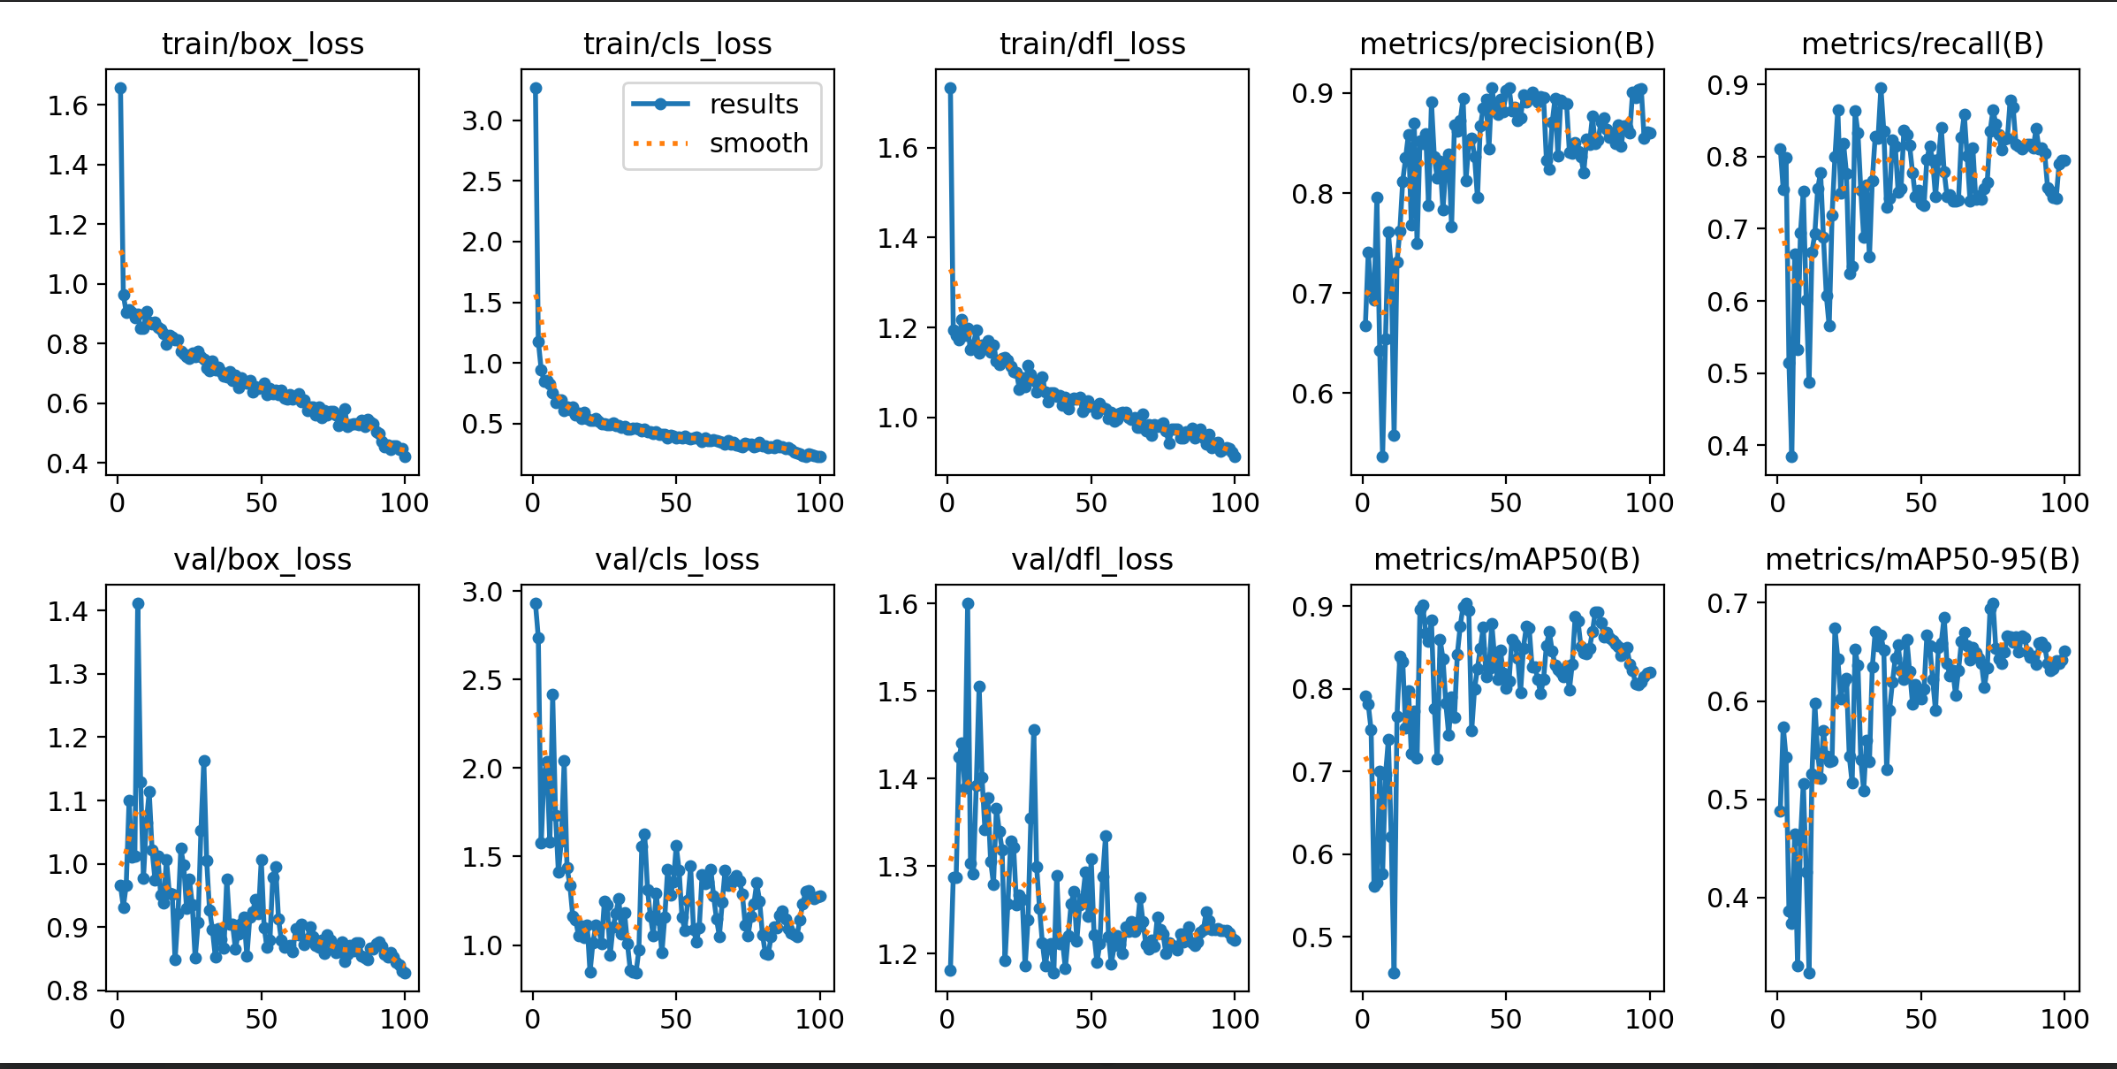 train/box_loss
1.6
1.4
1.2
1.0
0.8
0.6
0.4
0 50 100
train/cls_loss
results
smooth
3.0
2.5
2.0
1.5
1.0
0.5
0 50 100
train/dfl_loss
1.6
1.4
1.2
1.0
0 50 100
metrics/precision(B)
0.9
0.8
0.7
0.6
0 50 100
metrics/recall(B)
0.9
0.8
0.7
0.6
0.5
0.4
0 50 100
val/box_loss
1.4
1.3
1.2
1.1
1.0
0.9
0.8
0 50 100
val/cls_loss
3.0
2.5
2.0
1.5
1.0
0 50 100
val/dfl_loss
1.6
1.5
1.4
1.3
1.2
0 50 100
metrics/mAP50(B)
0.9
0.8
0.7
0.6
0.5
0 50 100
metrics/mAP50-95(B)
0.7
0.6
0.5
0.4
0 50 100